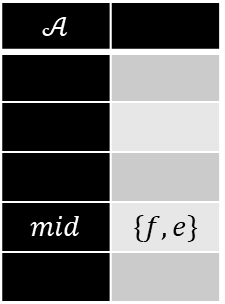 𝒜
mid {f, e}